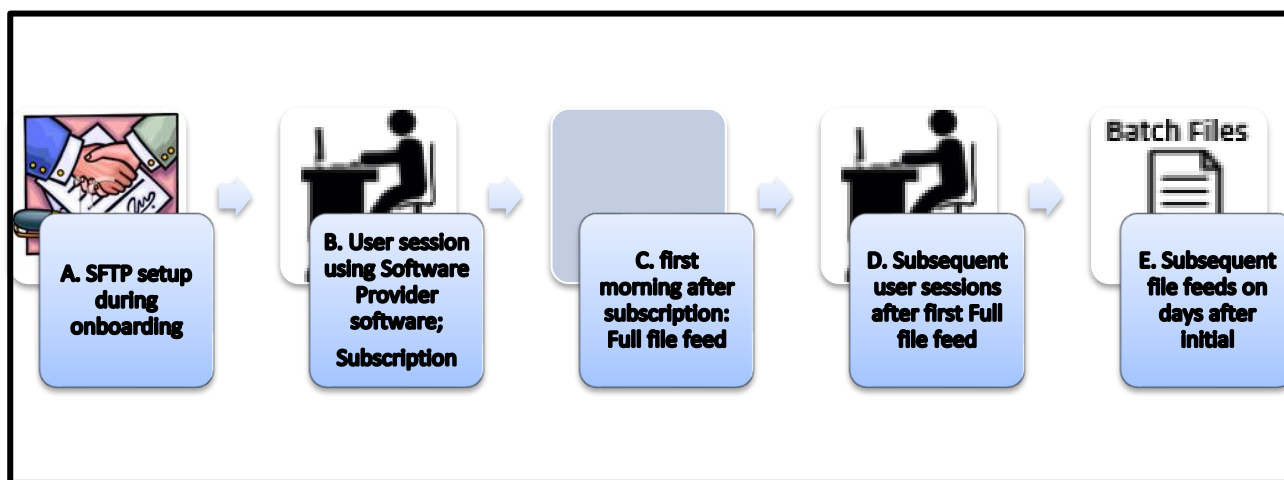 A. SFTP setup
during
onboarding
B. User session
using Software
Provider
software;
Subscription
C. first
morning after
subscription:
Full file feed
D. Subsequent
user sessions
after first Full
file feed
Batch Files
E. Subsequent
file feeds on
days after
initial